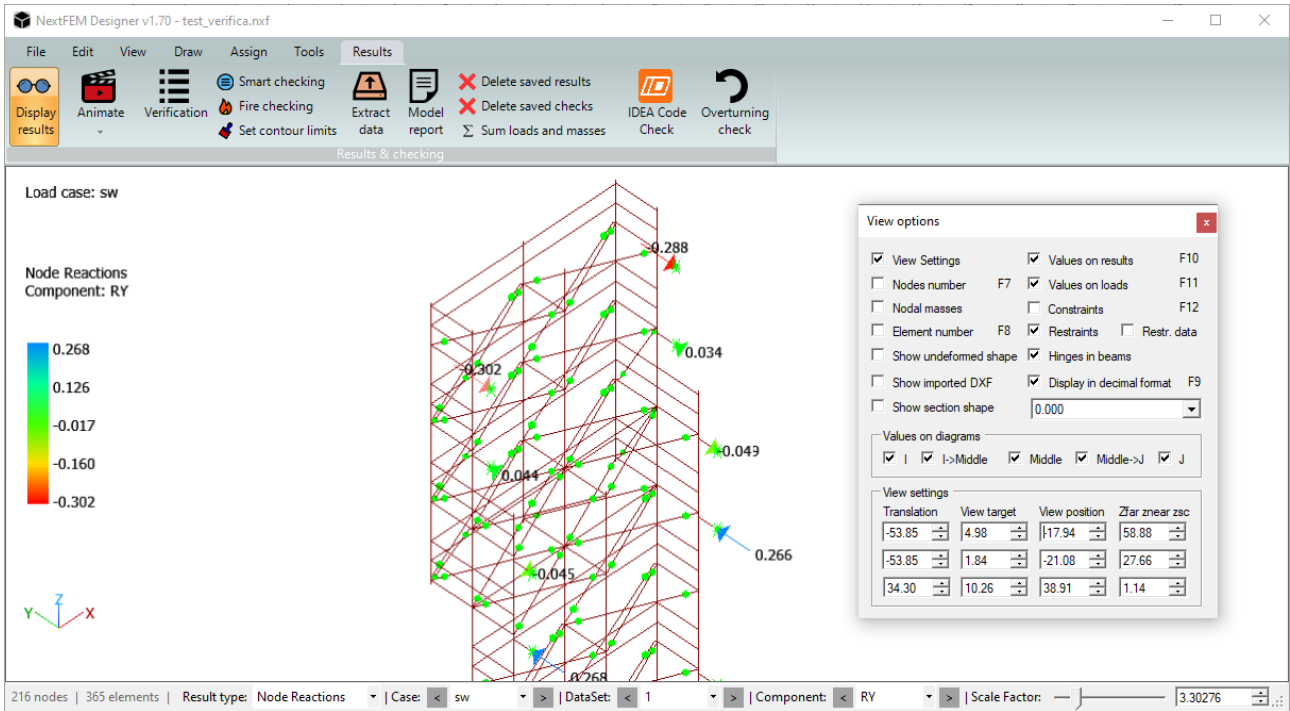 NextFEM Designer v1.70 - test_verifica.nxf
File Edit View Draw Assign Tools Results
Display results
Animate
Verification
Smart checking
Fire checking
Set contour limits
Extract data
Model report
Delete saved results
Delete saved checks
Σ Sum loads and masses
IDEA Code Check
Overturning check
Results & checking
Load case: sw
Node Reactions
Component: RY
0.268
0.126
-0.017
-0.160
-0.302
-0.288
0.034
-0.302
-0.049
0.044
0.266
-0.045
0.268
Z
Y X
View options x
View Settings Values on results F10
Nodes number F7 Values on loads F11
Nodal masses Constraints F12
Element number F8 Restraints Restr. data
Show undeformed shape Hinges in beams
Show imported DXF Display in decimal format F9
Show section shape 0.000
Values on diagrams
I I->Middle Middle Middle->J J
View settings
Translation View target View position Zfar znear zsc
-53.85 4.98 -17.94 58.88
-53.85 1.84 -21.08 27.66
34.30 10.26 38.91 1.14
216 nodes | 365 elements | Result type: Node Reactions | Case: < sw > | DataSet: < 1 > | Component: < RY > | Scale Factor: 3.30276